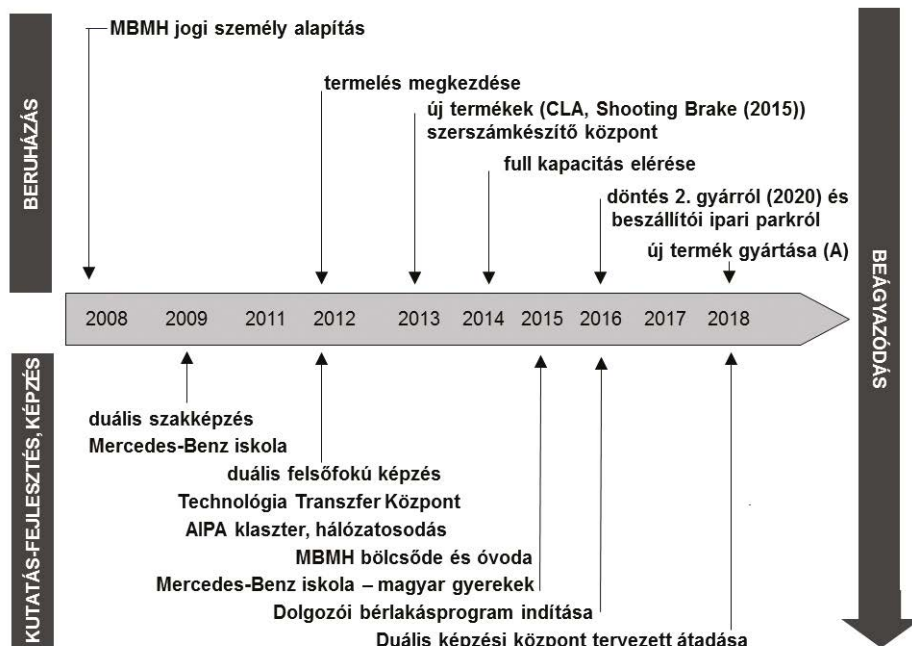 BERUHÁZÁS
MBMH jogi személy alapítás
termelés megkezdése
új termékek (CLA, Shooting Brake (2015))
szerszámkészítő központ
full kapacitás elérése
döntés 2. gyárról (2020) és
beszállítói ipari parkról
új termék gyártása (A)
2008 2009 2011 2012 2013 2014 2015 2016 2017 2018
BEÁGYAZÓDÁS
KUTATÁS-FEJLESZTÉS, KÉPZÉS
duális szakképzés
Mercedes-Benz iskola
duális felsőfokú képzés
Technológia Transzfer Központ
AIPA klaszter, hálózatosodás
MBMH bölcsőde és óvoda
Mercedes-Benz iskola – magyar gyerekek
Dolgozói bérlakásprogram indítása
Duális képzési központ tervezett átadása